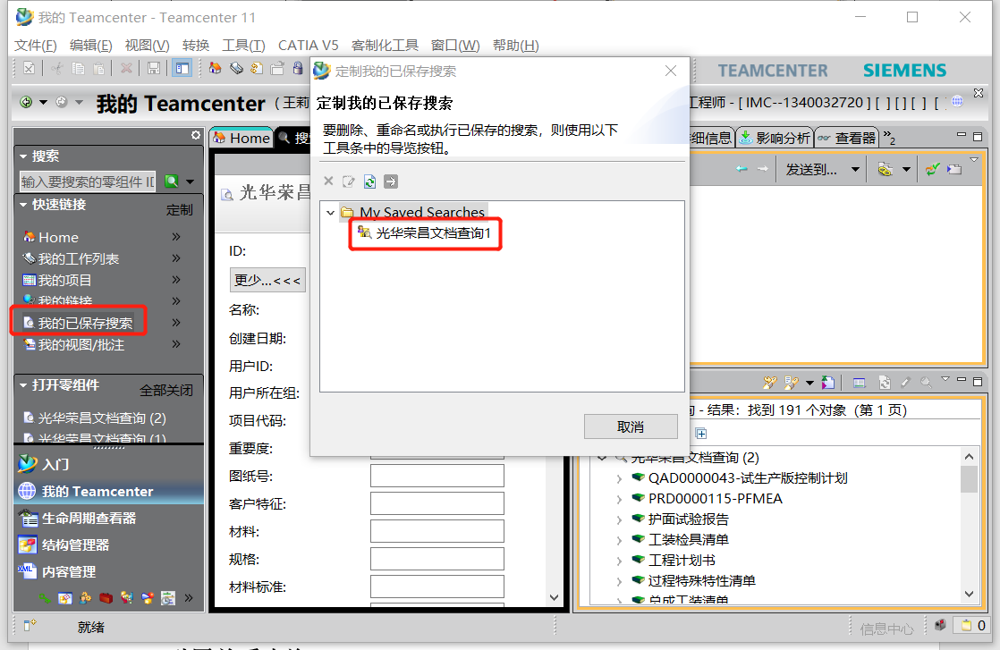 我的 Teamcenter - Teamcenter 11
文件(F) 编辑(E) 视图(V) 转换 工具(T) CATIA V5 客制化工具 窗口(W) 帮助(H)
TEAMCENTER SIEMENS
我的 Teamcenter
( 王莉
工程师 - [ IMC--1340032720 ] [ ] [ ] [ ] [
定制我的已保存搜索
定制我的已保存搜索
要删除、重命名或执行已保存的搜索，则使用以下
工具条中的导览按钮。
My Saved Searches
光华荣昌文档查询1
取消
搜索
输入要搜索的零组件 ID
快速链接
定制
Home
我的工作列表
我的项目
我的链接
我的已保存搜索
我的视图/批注
打开零组件
全部关闭
光华荣昌文档查询 (2)
光华荣昌文档查询 (1)
入门
我的 Teamcenter
生命周期查看器
结构管理器
内容管理
就绪
Home
搜
光华荣昌
ID:
更少...<<<
名称:
创建日期:
用户ID:
用户所在组:
项目代码:
重要度:
图纸号:
客户特征:
材料:
规格:
材料标准:
细信息 影响分析 查看器 »2
发送到...
询 - 结果：找到 191 个对象 (第 1 页)
光华荣昌文档查询 (2)
QAD0000043-试生产版控制计划
PRD0000115-PFMEA
护面试验报告
工装检具清单
工程计划书
过程特殊特性清单
总成工装清单
信息中心
0